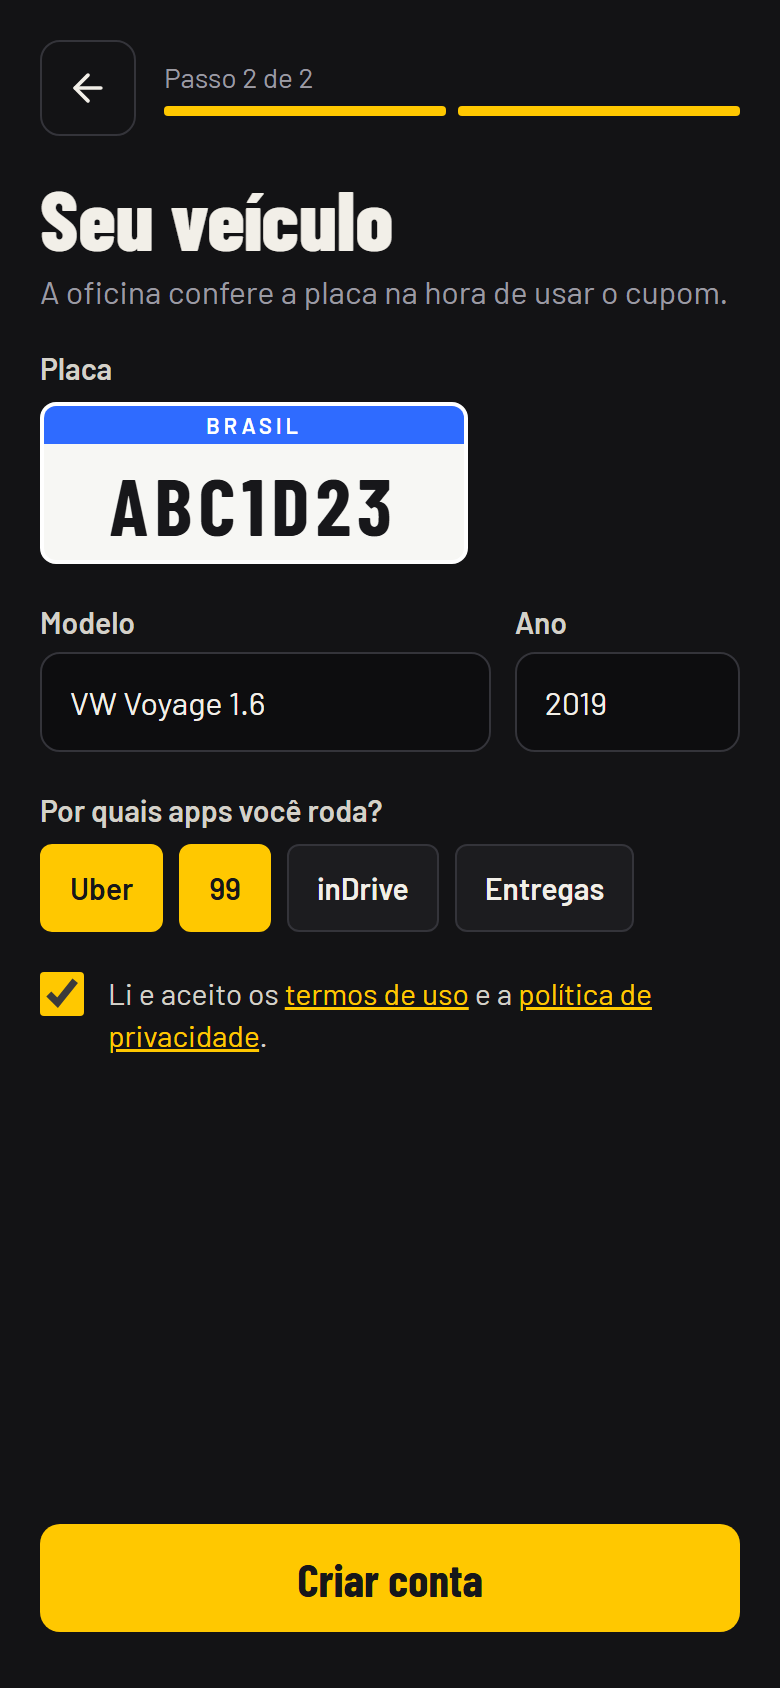 Passo 2 de 2
Seu veículo
A oficina confere a placa na hora de usar o cupom.
Placa
BRASIL
ABC1D23
Modelo
Ano
VW Voyage 1.6
2019
Por quais apps você roda?
Uber
99
inDrive
Entregas
Li e aceito os termos de uso e a política de
privacidade.
Criar conta